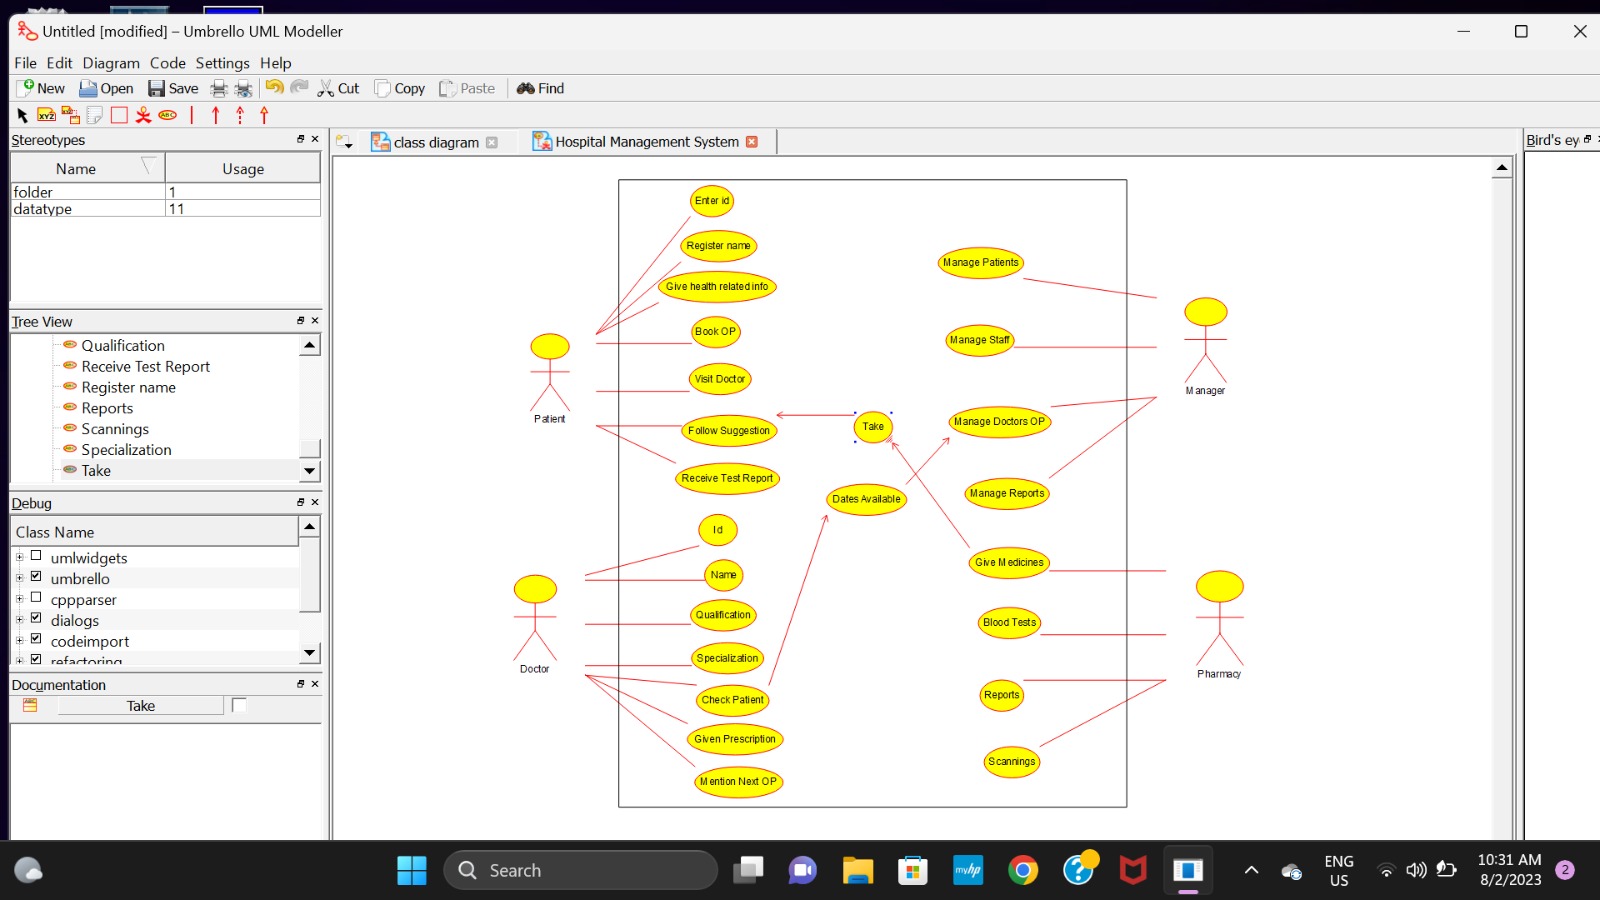 Untitled [modified] – Umbrello UML Modeller
File Edit Diagram Code Settings Help
New Open Save Cut Copy Paste Find
XYZ ABC
Stereotypes
Name Usage
folder 1
datatype 11
Tree View
Qualification
Receive Test Report
Register name
Reports
Scannings
Specialization
Take
Debug
Class Name
umlwidgets
umbrello
cppparser
dialogs
codeimport
refactoring
Documentation
Take
class diagram
Hospital Management System
Bird's ey
Enter id
Register name
Give health related info
Book OP
Visit Doctor
Follow Suggestion
Receive Test Report
Patient
Id
Name
Qualification
Specialization
Check Patient
Given Prescription
Mention Next OP
Doctor
Take
Dates Available
Manage Patients
Manage Staff
Manage Doctors OP
Manage Reports
Manager
Give Medicines
Blood Tests
Reports
Scannings
Pharmacy
Search
myhp
ENG
US
10:31 AM
8/2/2023
2